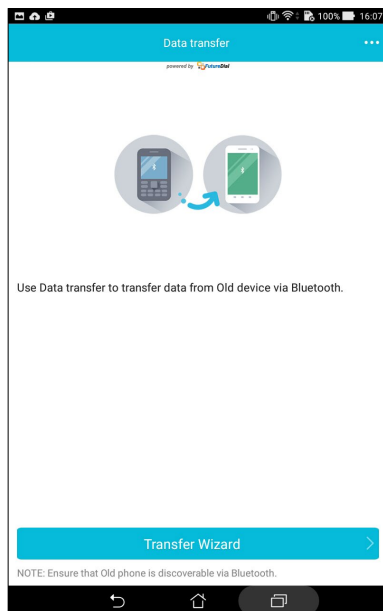 100% 16:07
Data transfer
powered by FutureDial
Use Data transfer to transfer data from Old device via Bluetooth.
Transfer Wizard
NOTE: Ensure that Old phone is discoverable via Bluetooth.